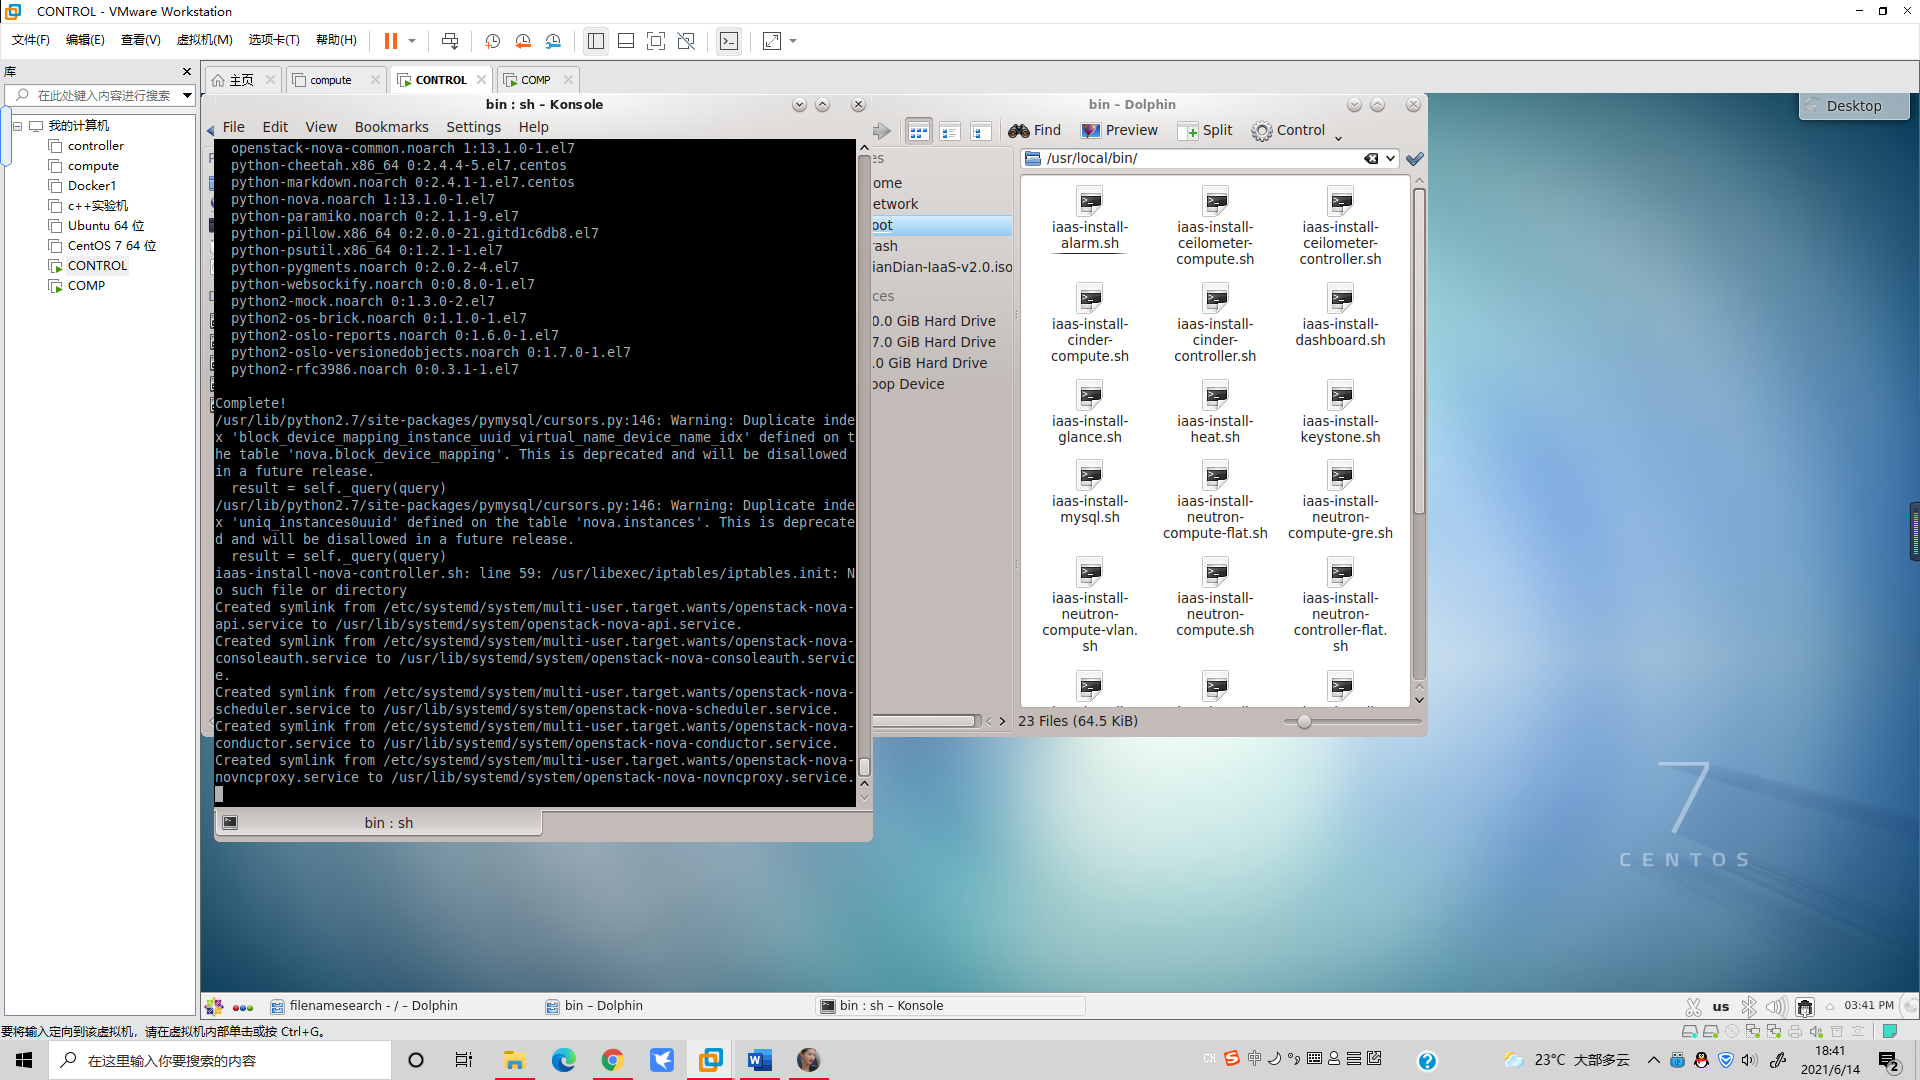 CONTROL - VMware Workstation
文件(F) 编辑(E) 查看(V) 虚拟机(M) 选项卡(T) 帮助(H)
库
在此处键入内容进行搜索
我的计算机
controller
compute
Docker1
c++实验机
Ubuntu 64 位
CentOS 7 64 位
CONTROL
COMP
主页 compute CONTROL COMP
bin : sh – Konsole
File Edit View Bookmarks Settings Help
openstack-nova-common.noarch 1:13.1.0-1.el7
python-cheetah.x86_64 0:2.4.4-5.el7.centos
python-markdown.noarch 0:2.4.1-1.el7.centos
python-nova.noarch 1:13.1.0-1.el7
python-paramiko.noarch 0:2.1.1-9.el7
python-pillow.x86_64 0:2.0.0-21.gitd1c6db8.el7
python-psutil.x86_64 0:1.2.1-1.el7
python-pygments.noarch 0:2.0.2-4.el7
python-websockify.noarch 0:0.8.0-1.el7
python2-mock.noarch 0:1.3.0-2.el7
python2-os-brick.noarch 0:1.1.0-1.el7
python2-oslo-reports.noarch 0:1.6.0-1.el7
python2-oslo-versionedobjects.noarch 0:1.7.0-1.el7
python2-rfc3986.noarch 0:0.3.1-1.el7
Complete!
/usr/lib/python2.7/site-packages/pymysql/cursors.py:146: Warning: Duplicate inde
x 'block_device_mapping_instance_uuid_virtual_name_device_name_idx' defined on t
he table 'nova.block_device_mapping'. This is deprecated and will be disallowed
in a future release.
result = self._query(query)
/usr/lib/python2.7/site-packages/pymysql/cursors.py:146: Warning: Duplicate inde
x 'uniq_instances0uuid' defined on the table 'nova.instances'. This is deprecate
d and will be disallowed in a future release.
result = self._query(query)
iaas-install-nova-controller.sh: line 59: /usr/libexec/iptables/iptables.init: N
o such file or directory
Created symlink from /etc/systemd/system/multi-user.target.wants/openstack-nova-
api.service to /usr/lib/systemd/system/openstack-nova-api.service.
Created symlink from /etc/systemd/system/multi-user.target.wants/openstack-nova-
consoleauth.service to /usr/lib/systemd/system/openstack-nova-consoleauth.servic
e.
Created symlink from /etc/systemd/system/multi-user.target.wants/openstack-nova-
scheduler.service to /usr/lib/systemd/system/openstack-nova-scheduler.service.
Created symlink from /etc/systemd/system/multi-user.target.wants/openstack-nova-
conductor.service to /usr/lib/systemd/system/openstack-nova-conductor.service.
Created symlink from /etc/systemd/system/multi-user.target.wants/openstack-nova-
novncproxy.service to /usr/lib/systemd/system/openstack-nova-novncproxy.service.
bin : sh
bin – Dolphin
Find Preview Split Control
/usr/local/bin/
es
ome
etwork
oot
rash
ianDian-IaaS-v2.0.iso
ces
0.0 GiB Hard Drive
7.0 GiB Hard Drive
.0 GiB Hard Drive
oop Device
iaas-install-
alarm.sh
iaas-install-
ceilometer-
compute.sh
iaas-install-
ceilometer-
controller.sh
iaas-install-
cinder-
compute.sh
iaas-install-
cinder-
controller.sh
iaas-install-
dashboard.sh
iaas-install-
glance.sh
iaas-install-
heat.sh
iaas-install-
keystone.sh
iaas-install-
mysql.sh
iaas-install-
neutron-
compute-flat.sh
iaas-install-
neutron-
compute-gre.sh
iaas-install-
neutron-
compute-vlan.
sh
iaas-install-
neutron-
compute.sh
iaas-install-
neutron-
controller-flat.
sh
23 Files (64.5 KiB)
Desktop
7
CENTOS
filenamesearch - / – Dolphin bin – Dolphin bin : sh – Konsole us 03:41 PM
要将输入定向到该虚拟机，请在虚拟机内部单击或按 Ctrl+G。
在这里输入你要搜索的内容
CH 中
23°C 大部多云
18:41
2021/6/14
2